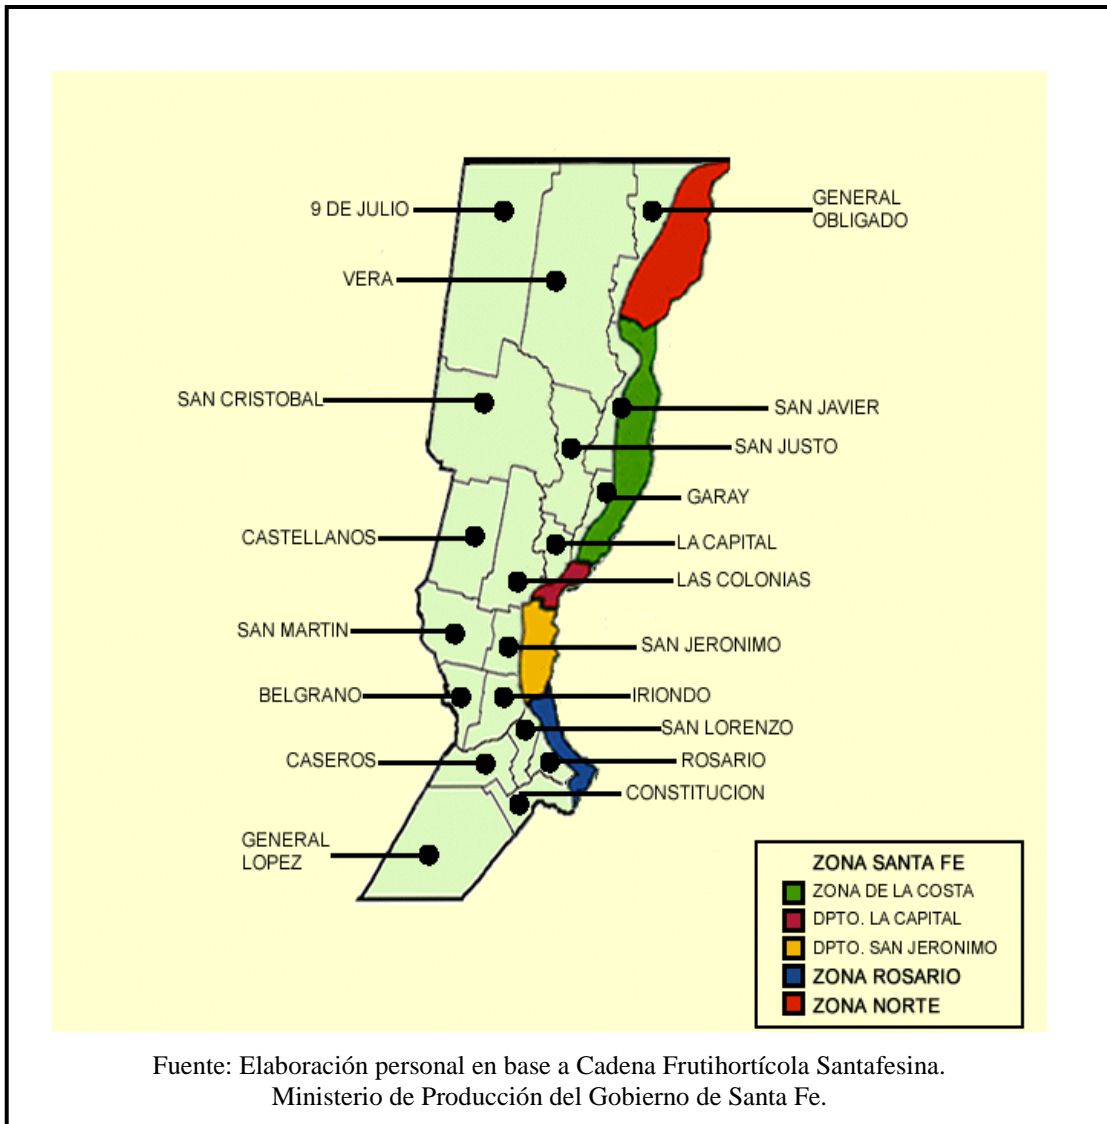 9 DE JULIO
GENERAL
OBLIGADO
VERA
SAN CRISTOBAL
SAN JAVIER
SAN JUSTO
GARAY
CASTELLANOS
LA CAPITAL
LAS COLONIAS
SAN MARTIN
SAN JERONIMO
BELGRANO
IRIONDO
SAN LORENZO
CASEROS
ROSARIO
CONSTITUCION
GENERAL
LOPEZ
ZONA SANTA FE
ZONA DE LA COSTA
DPTO. LA CAPITAL
DPTO. SAN JERONIMO
ZONA ROSARIO
ZONA NORTE
Fuente: Elaboración personal en base a Cadena Frutihortícola Santafesina.
Ministerio de Producción del Gobierno de Santa Fe.